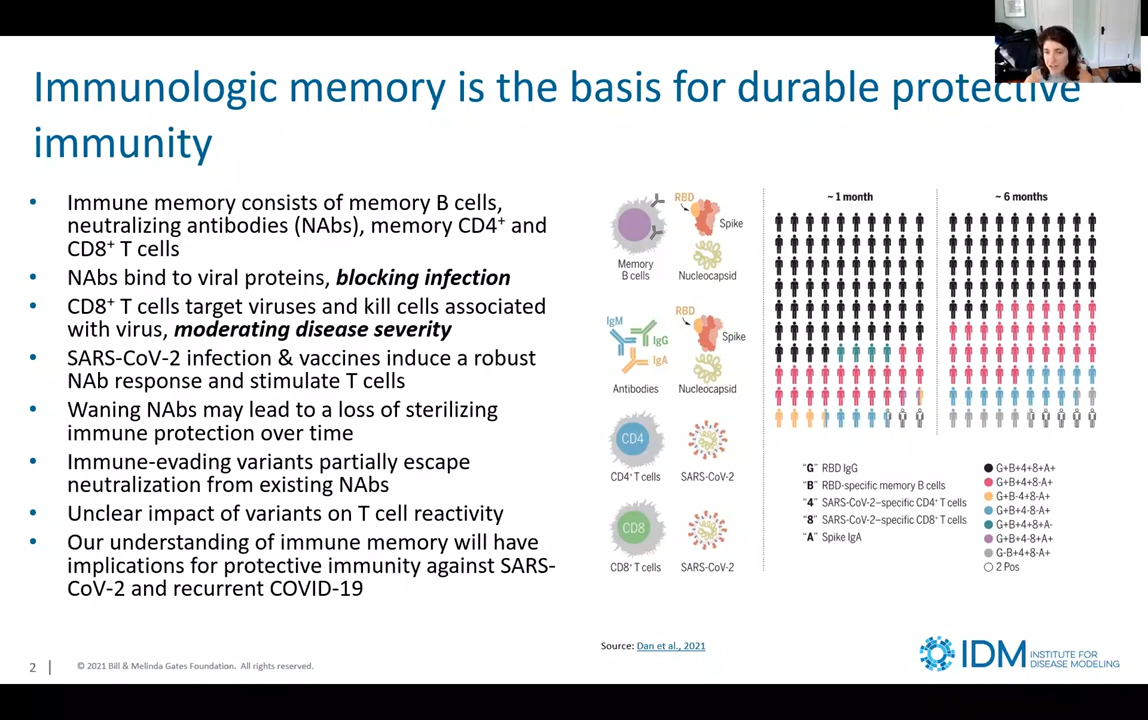 Immunologic memory is the basis for durable protective
immunity
• Immune memory consists of memory B cells,
neutralizing antibodies (NAbs), memory CD4⁺ and
CD8⁺ T cells
• NAbs bind to viral proteins, blocking infection
• CD8⁺ T cells target viruses and kill cells associated
with virus, moderating disease severity
• SARS-CoV-2 infection & vaccines induce a robust
NAb response and stimulate T cells
• Waning NAbs may lead to a loss of sterilizing
immune protection over time
• Immune-evading variants partially escape
neutralization from existing NAbs
• Unclear impact of variants on T cell reactivity
• Our understanding of immune memory will have
implications for protective immunity against SARS-
CoV-2 and recurrent COVID-19
RBD
Spike
Memory
B cells
Nucleocapsid
IgM
IgG
IgA
Antibodies
RBD
Spike
Nucleocapsid
CD4
CD4⁺ T cells
SARS-CoV-2
CD8
CD8⁺ T cells
SARS-CoV-2
~ 1 month
~ 6 months
"G" RBD IgG
"B" RBD-specific memory B cells
"4" SARS-CoV-2–specific CD4⁺ T cells
"8" SARS-CoV-2–specific CD8⁺ T cells
"A" Spike IgA
G+B+4+8+A+
G+B+4+8-A+
G+B-4+8-A+
G+B+4-8-A+
G+B+4+8+A-
G+B+4-8+A+
G-B+4+8-A+
2 Pos
Source: Dan et al., 2021
2 | © 2021 Bill & Melinda Gates Foundation. All rights reserved.
IDM INSTITUTE FOR
DISEASE MODELING